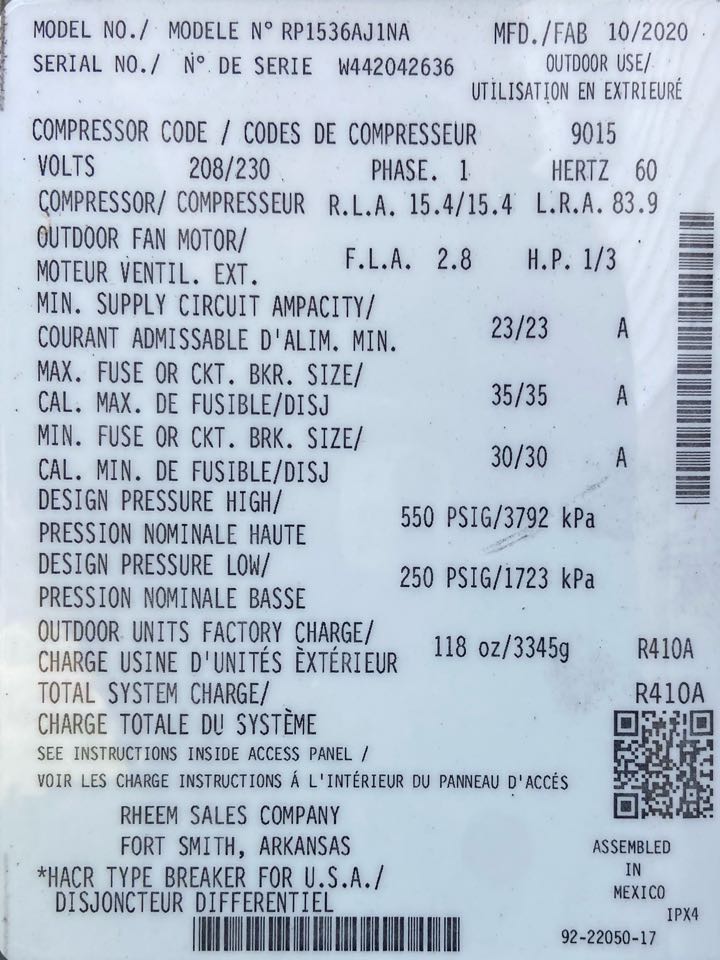 MODEL NO./ MODELE N° RP1536AJ1NA MFD./FAB 10/2020
SERIAL NO./ N° DE SERIE W442042636 OUTDOOR USE/
UTILISATION EN EXTRIEURÉ
COMPRESSOR CODE / CODES DE COMPRESSEUR 9015
VOLTS 208/230 PHASE. 1 HERTZ 60
COMPRESSOR/ COMPRESSEUR R.L.A. 15.4/15.4 L.R.A. 83.9
OUTDOOR FAN MOTOR/
MOTEUR VENTIL. EXT. F.L.A. 2.8 H.P. 1/3
MIN. SUPPLY CIRCUIT AMPACITY/
COURANT ADMISSABLE D'ALIM. MIN. 23/23 A
MAX. FUSE OR CKT. BKR. SIZE/
CAL. MAX. DE FUSIBLE/DISJ 35/35 A
MIN. FUSE OR CKT. BRK. SIZE/
CAL. MIN. DE FUSIBLE/DISJ 30/30 A
DESIGN PRESSURE HIGH/
PRESSION NOMINALE HAUTE 550 PSIG/3792 kPa
DESIGN PRESSURE LOW/
PRESSION NOMINALE BASSE 250 PSIG/1723 kPa
OUTDOOR UNITS FACTORY CHARGE/
CHARGE USINE D'UNITÉS ÈXTÉRIEUR 118 oz/3345g R410A
TOTAL SYSTEM CHARGE/ R410A
CHARGE TOTALE DU SYSTÈME
SEE INSTRUCTIONS INSIDE ACCESS PANEL /
VOIR LES CHARGE INSTRUCTIONS Á L'INTÉRIEUR DU PANNEAU D'ACCÉS
RHEEM SALES COMPANY
FORT SMITH, ARKANSAS
ASSEMBLED
IN
MEXICO
*HACR TYPE BREAKER FOR U.S.A./
DISJONCTEUR DIFFERENTIEL
IPX4
92-22050-17